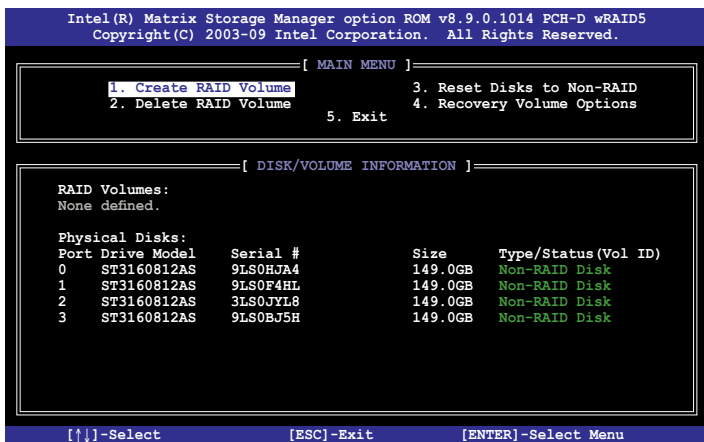 Intel(R) Matrix Storage Manager option ROM v8.9.0.1014 PCH-D wRAID5
Copyright(C) 2003-09 Intel Corporation. All Rights Reserved.
[ MAIN MENU ]
1. Create RAID Volume 3. Reset Disks to Non-RAID
2. Delete RAID Volume 4. Recovery Volume Options
5. Exit
[ DISK/VOLUME INFORMATION ]
RAID Volumes:
None defined.
Physical Disks:
Port Drive Model Serial # Size Type/Status(Vol ID)
0 ST3160812AS 9LS0HJA4 149.0GB Non-RAID Disk
1 ST3160812AS 9LS0F4HL 149.0GB Non-RAID Disk
2 ST3160812AS 3LS0JYL8 149.0GB Non-RAID Disk
3 ST3160812AS 9LS0BJ5H 149.0GB Non-RAID Disk
[↑↓]-Select [ESC]-Exit [ENTER]-Select Menu